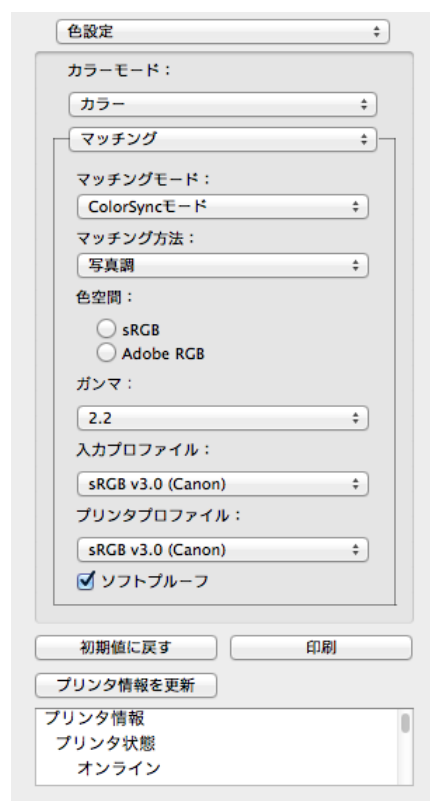 色設定
カラーモード：
カラー
マッチング
マッチングモード：
ColorSyncモード
マッチング方法：
写真調
色空間：
sRGB
Adobe RGB
ガンマ：
2.2
入力プロファイル：
sRGB v3.0 (Canon)
プリンタプロファイル：
sRGB v3.0 (Canon)
ソフトプルーフ
初期値に戻す 印刷
プリンタ情報を更新
プリンタ情報
プリンタ状態
オンライン